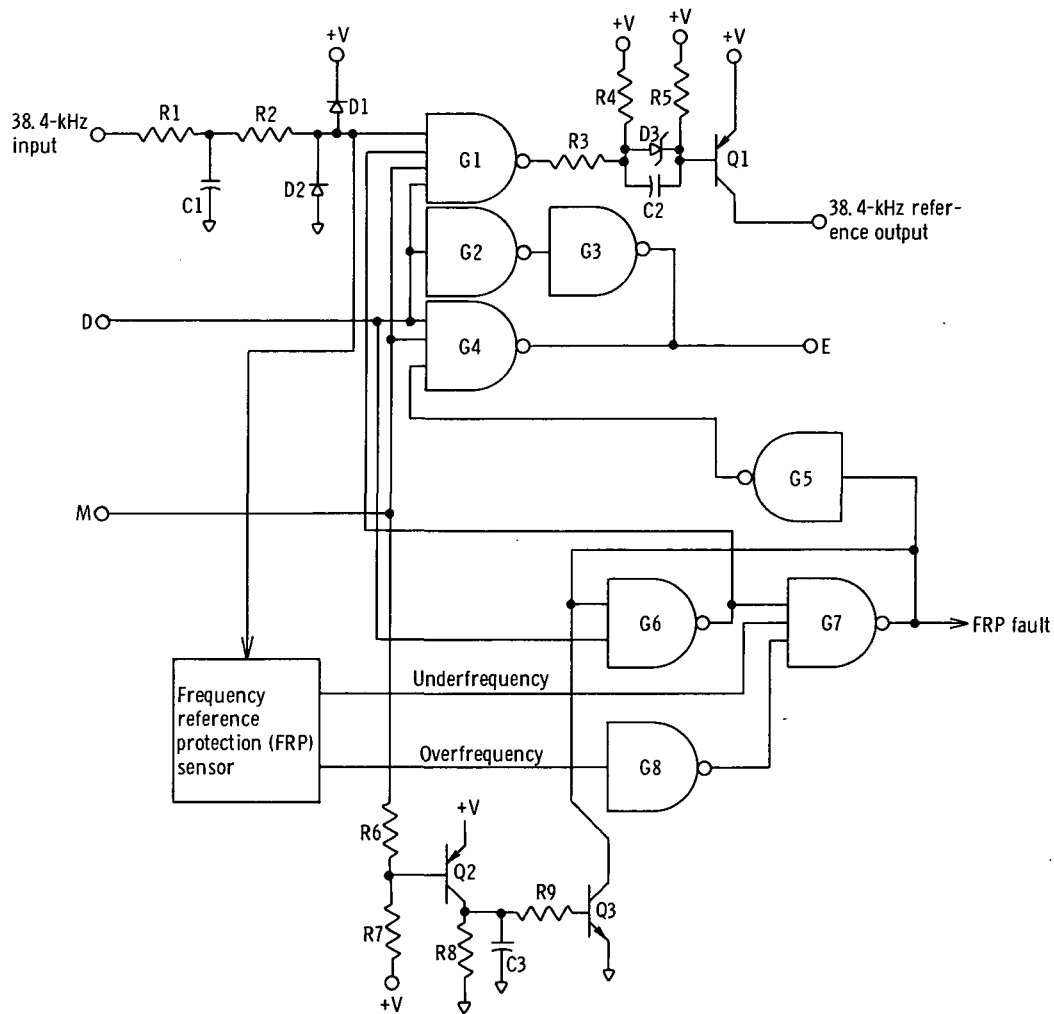 +V
+V
+V
+V
38.4-kHz
input
R1
R2
D1
R4
R5
D3
G1
R3
Q1
C1
D2
C2
38.4-kHz refer-
ence output
G2
G3
D
G4
E
G5
M
G6
G7
FRP fault
Underfrequency
Frequency
reference
protection (FRP)
sensor
Overfrequency
G8
R6
+V
Q2
R9
Q3
R7
R8
C3
+V